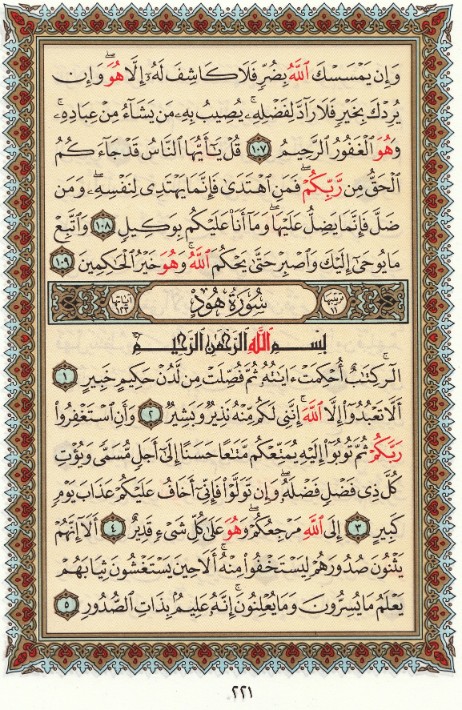 وَإِن يَمْسَسْكَ ٱللَّهُ بِضُرٍّ فَلَا كَاشِفَ لَهُۥٓ إِلَّا هُوَ ۖ وَإِن
يُرِدْكَ بِخَيْرٍ فَلَا رَآدَّ لِفَضْلِهِۦ ۚ يُصِيبُ بِهِۦ مَن يَشَآءُ مِنْ عِبَادِهِۦ ۚ
وَهُوَ ٱلْغَفُورُ ٱلرَّحِيمُ ١٠٧ قُلْ يَٰٓأَيُّهَا ٱلنَّاسُ قَدْ جَآءَكُمُ
ٱلْحَقُّ مِن رَّبِّكُمْ ۖ فَمَنِ ٱهْتَدَىٰ فَإِنَّمَا يَهْتَدِى لِنَفْسِهِۦ ۖ وَمَن
ضَلَّ فَإِنَّمَا يَضِلُّ عَلَيْهَا ۖ وَمَآ أَنَا۠ عَلَيْكُم بِوَكِيلٍ ١٠٨ وَٱتَّبِعْ
مَا يُوحَىٰٓ إِلَيْكَ وَٱصْبِرْ حَتَّىٰ يَحْكُمَ ٱللَّهُ ۚ وَهُوَ خَيْرُ ٱلْحَٰكِمِينَ ١٠٩
ترتيبها ١١ سُورَةُ هُودٍ آياتها ١٢٣
بِسْمِ ٱللَّهِ ٱلرَّحْمَٰنِ ٱلرَّحِيمِ
الٓر ۚ كِتَٰبٌ أُحْكِمَتْ ءَايَٰتُهُۥ ثُمَّ فُصِّلَتْ مِن لَّدُنْ حَكِيمٍ خَبِيرٍ ١
أَلَّا تَعْبُدُوٓا۟ إِلَّا ٱللَّهَ ۚ إِنَّنِى لَكُم مِّنْهُ نَذِيرٌ وَبَشِيرٌ ٢ وَأَنِ ٱسْتَغْفِرُوا۟
رَبَّكُمْ ثُمَّ تُوبُوٓا۟ إِلَيْهِ يُمَتِّعْكُم مَّتَٰعًا حَسَنًا إِلَىٰٓ أَجَلٍ مُّسَمًّى وَيُؤْتِ
كُلَّ ذِى فَضْلٍ فَضْلَهُۥ ۖ وَإِن تَوَلَّوْا۟ فَإِنِّىٓ أَخَافُ عَلَيْكُمْ عَذَابَ يَوْمٍ
كَبِيرٍ ٣ إِلَى ٱللَّهِ مَرْجِعُكُمْ ۖ وَهُوَ عَلَىٰ كُلِّ شَىْءٍ قَدِيرٌ ٤ أَلَآ إِنَّهُمْ
يَثْنُونَ صُدُورَهُمْ لِيَسْتَخْفُوا۟ مِنْهُ ۚ أَلَا حِينَ يَسْتَغْشُونَ ثِيَابَهُمْ
يَعْلَمُ مَا يُسِرُّونَ وَمَا يُعْلِنُونَ ۚ إِنَّهُۥ عَلِيمٌۢ بِذَاتِ ٱلصُّدُورِ ٥
٢٢١